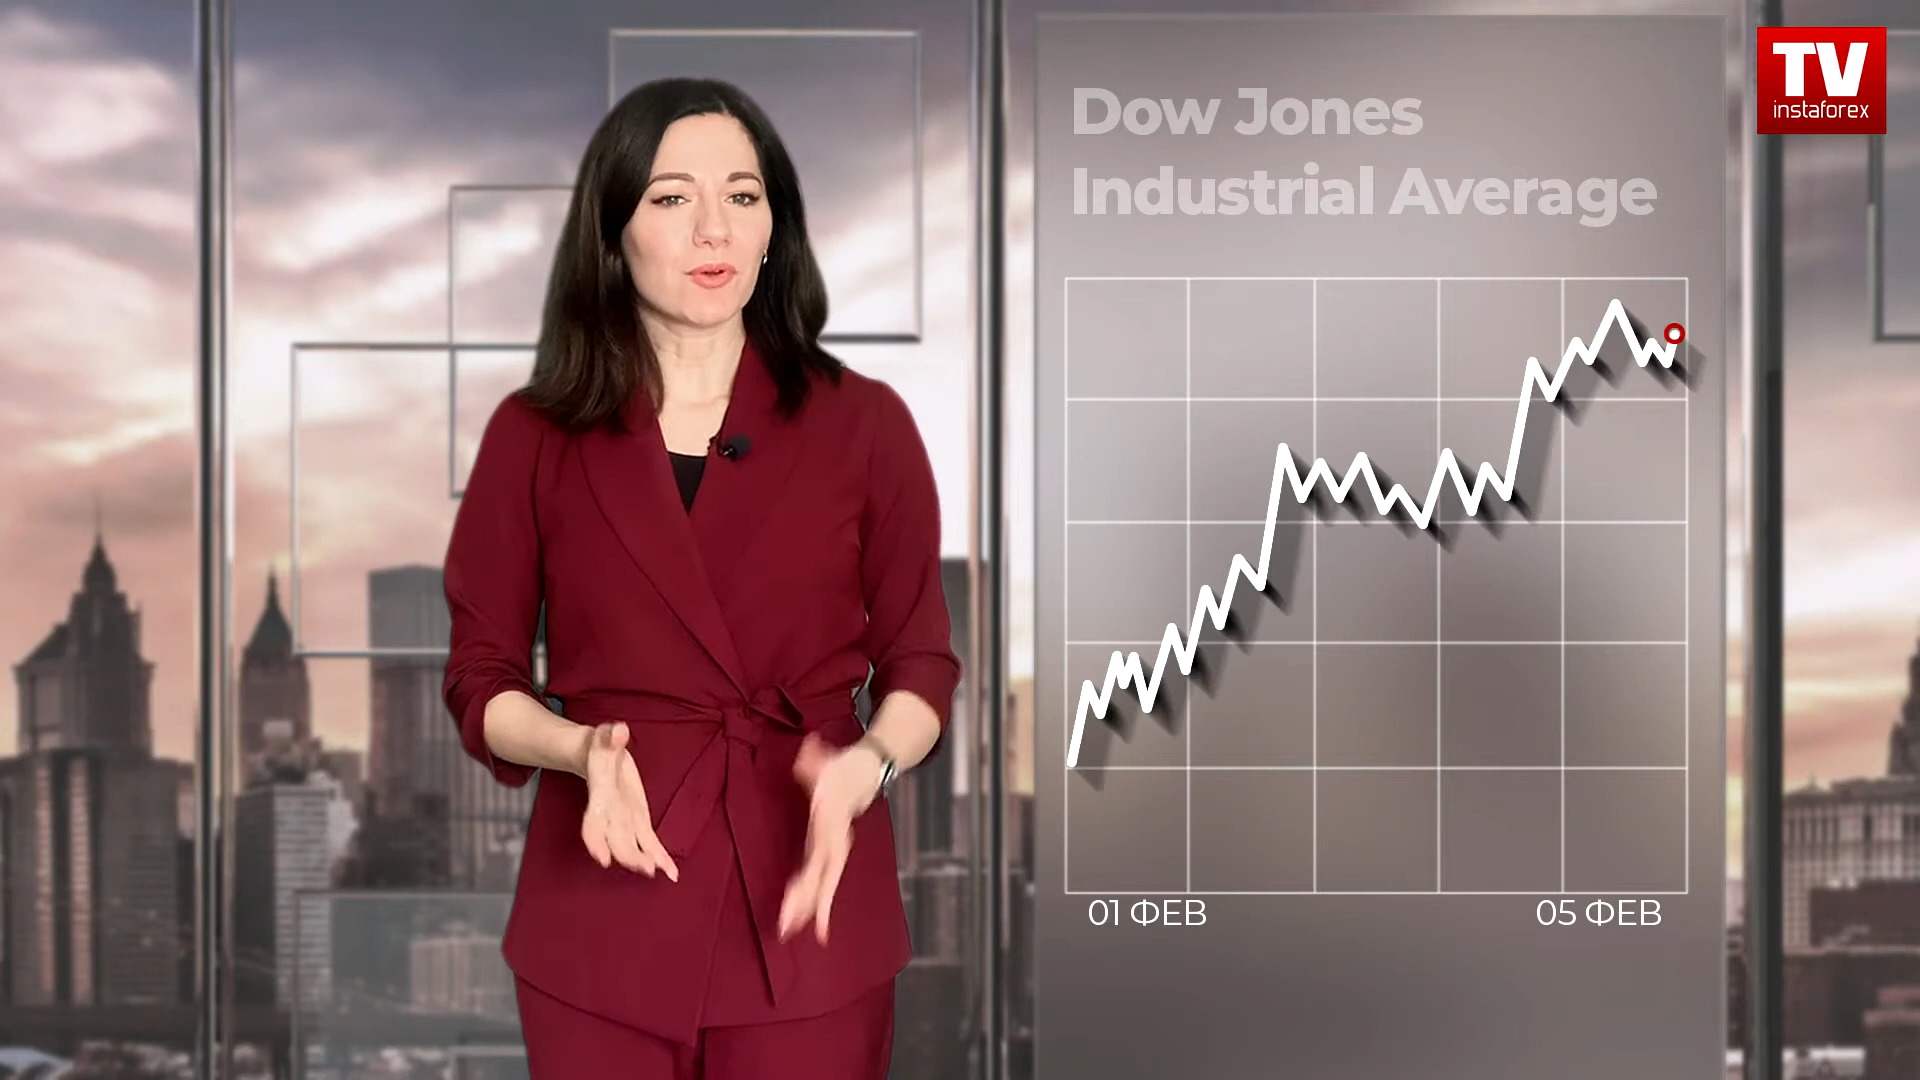 Dow Jones
Industrial Average
TV
instaforex
01 ФЕВ
05 ФЕВ